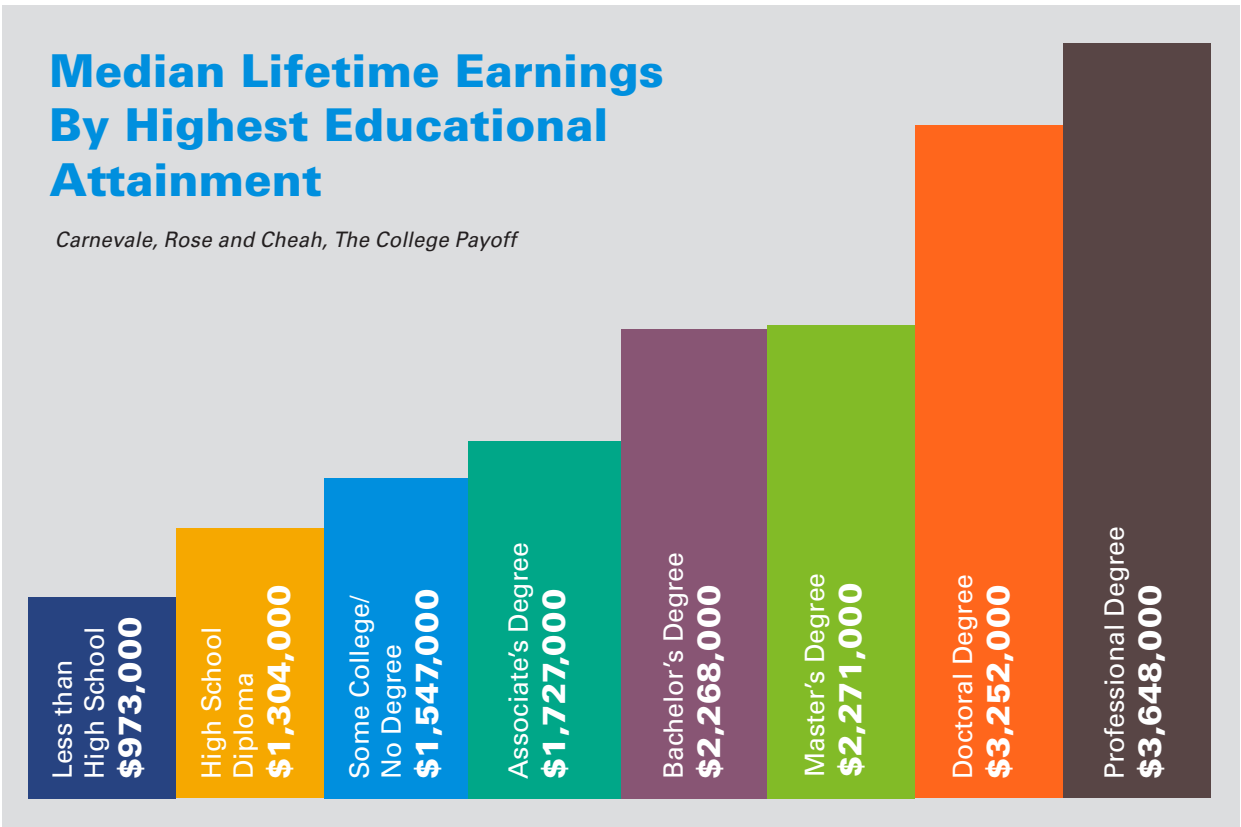 Median Lifetime Earnings
By Highest Educational
Attainment
Carnevale, Rose and Cheah, The College Payoff
Less than
High School
$973,000
High School
Diploma
$1,304,000
Some College/
No Degree
$1,547,000
Associate's Degree
$1,727,000
Bachelor's Degree
$2,268,000
Master's Degree
$2,271,000
Doctoral Degree
$3,252,000
Professional Degree
$3,648,000